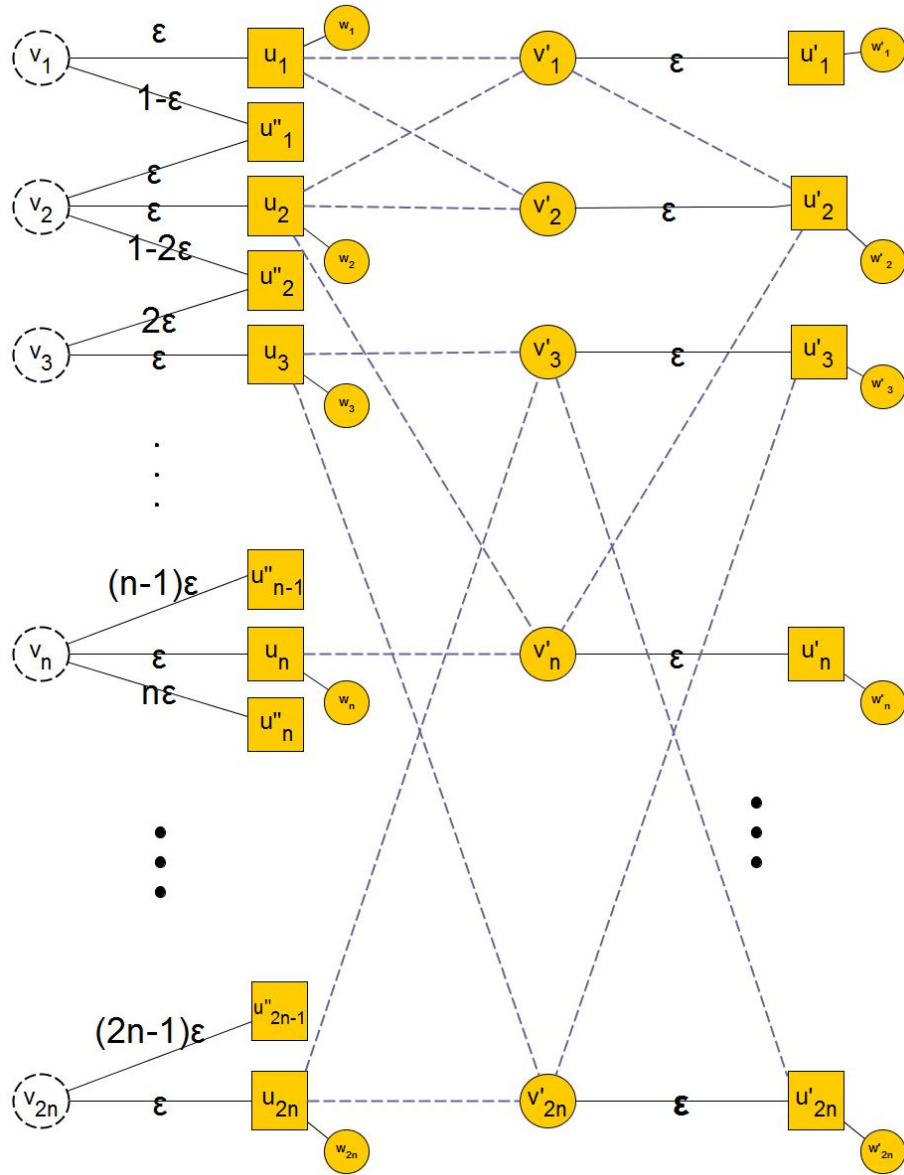 ε w₁
v₁ u₁ v'₁ ε u'₁ w'₁
1-ε u''₁
ε
v₂ ε u₂ v'₂ ε u'₂
1-2ε w₂ w'₂
u''₂
2ε
v₃ ε u₃ v'₃ ε u'₃
w₃ w'₃
(n-1)ε u''ₙ₋₁
vₙ ε uₙ v'ₙ ε u'ₙ
nε wₙ w'ₙ
u''ₙ
(2n-1)ε u''₂ₙ₋₁
v₂ₙ ε u₂ₙ v'₂ₙ ε u'₂ₙ
w₂ₙ w'₂ₙ